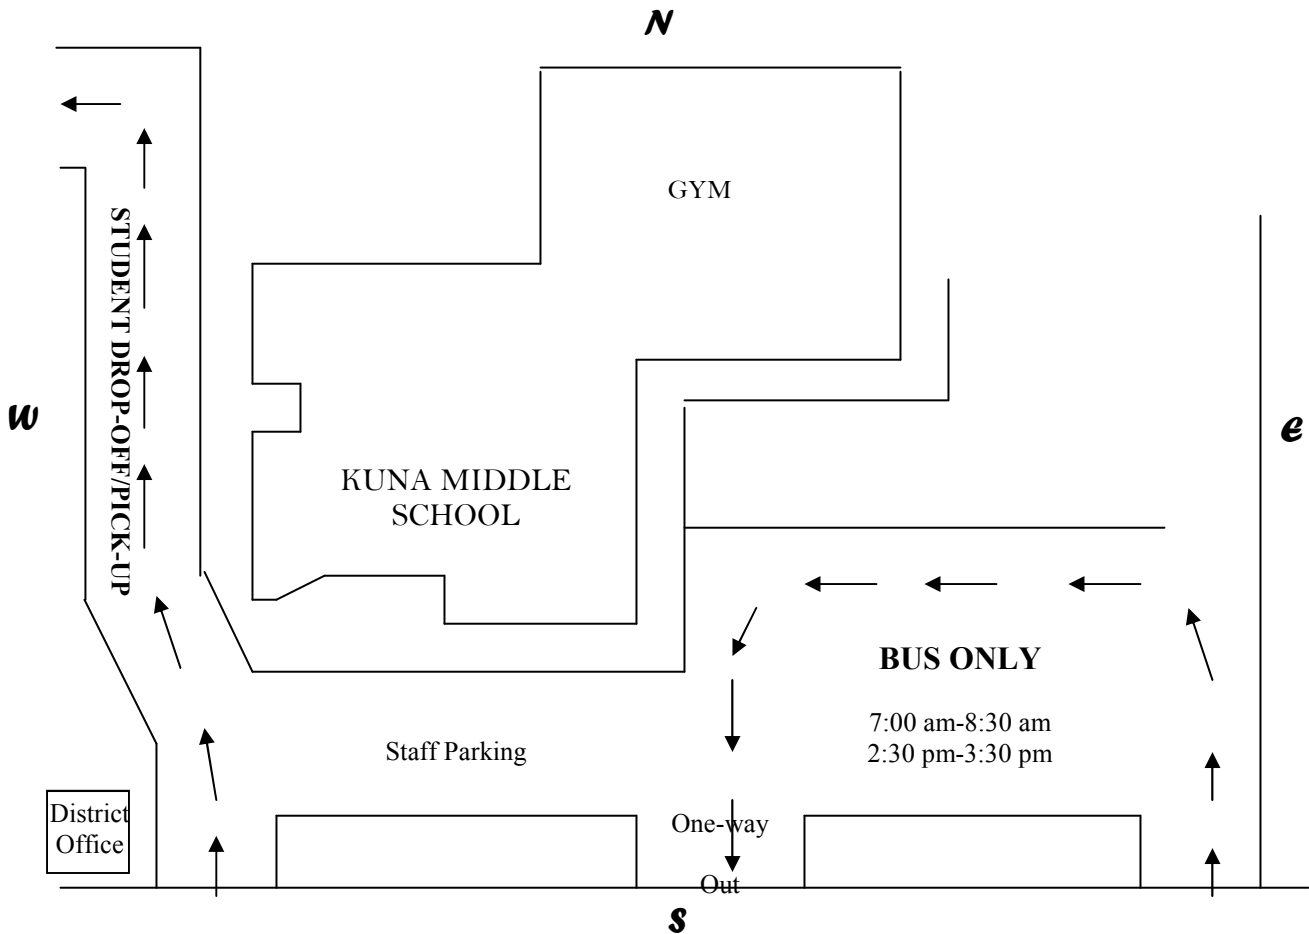 N
GYM
STUDENT DROP-OFF/PICK-UP
W
E
KUNA MIDDLE
SCHOOL
BUS ONLY
7:00 am-8:30 am
2:30 pm-3:30 pm
Staff Parking
District
Office
One-way
Out
S